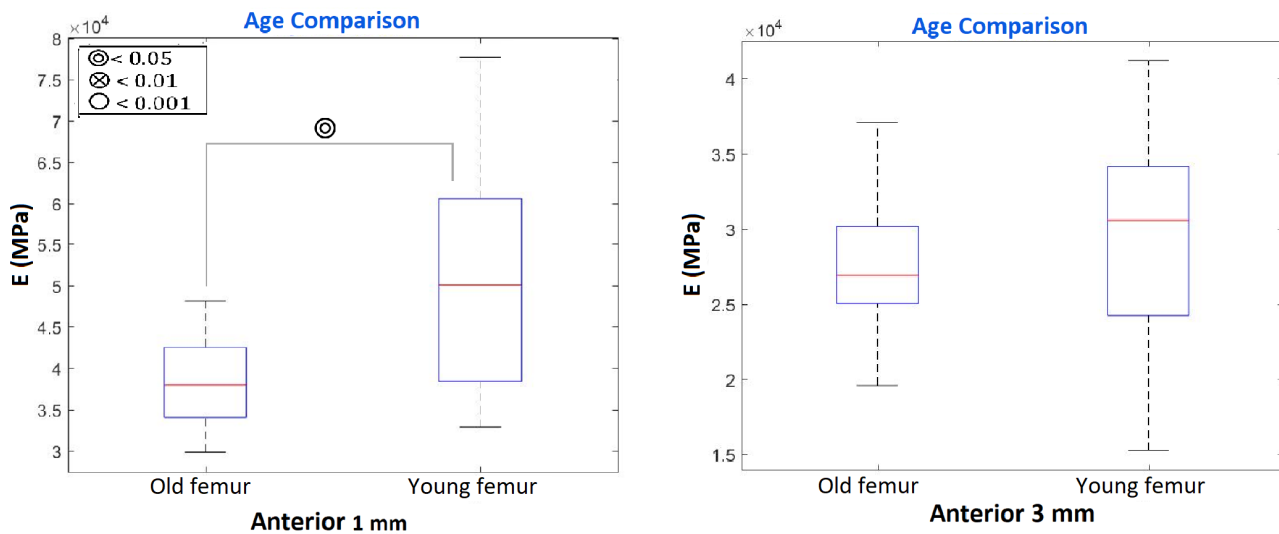 Age Comparison
×10⁴
8
7.5
7
6.5
6
5.5
5
4.5
4
3.5
3
< 0.05
< 0.01
< 0.001
E (MPa)
Old femur Young femur
Anterior 1 mm
Age Comparison
×10⁴
4
3.5
3
2.5
2
1.5
E (MPa)
Old femur Young femur
Anterior 3 mm